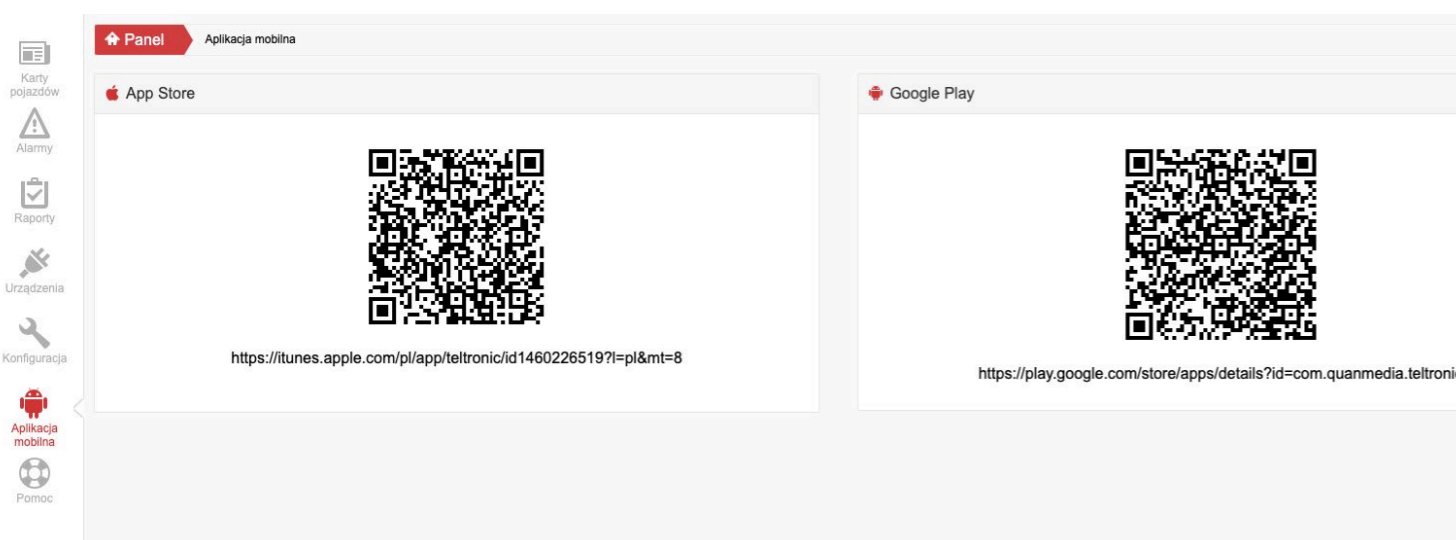 Karty
pojazdów
Alarmy
Raporty
Urządzenia
Konfiguracja
Aplikacja
mobilna
Pomoc
Panel
Aplikacja mobilna
App Store
https://itunes.apple.com/pl/app/teltronic/id1460226519?l=pl&mt=8
Google Play
https://play.google.com/store/apps/details?id=com.quanmedia.teltroni